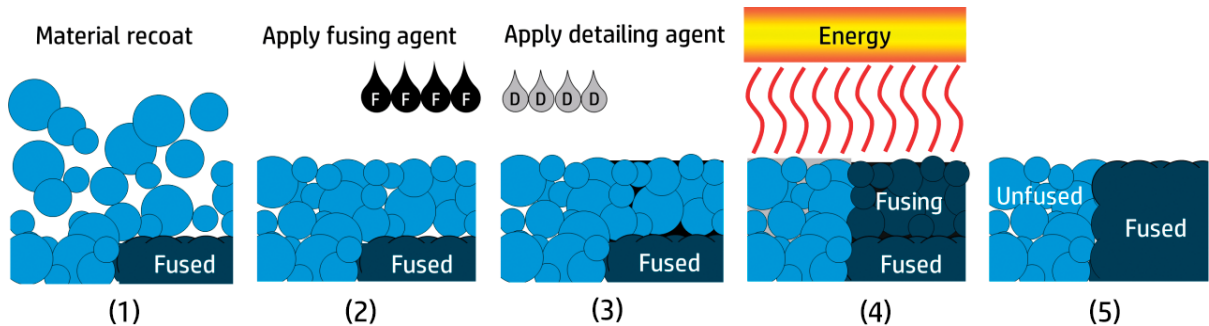 Material recoat
Apply fusing agent
Apply detailing agent
Energy
F F F F
D D D D
Fused
Fused
Fused
Fusing
Fused
Unfused
Fused
(1)
(2)
(3)
(4)
(5)